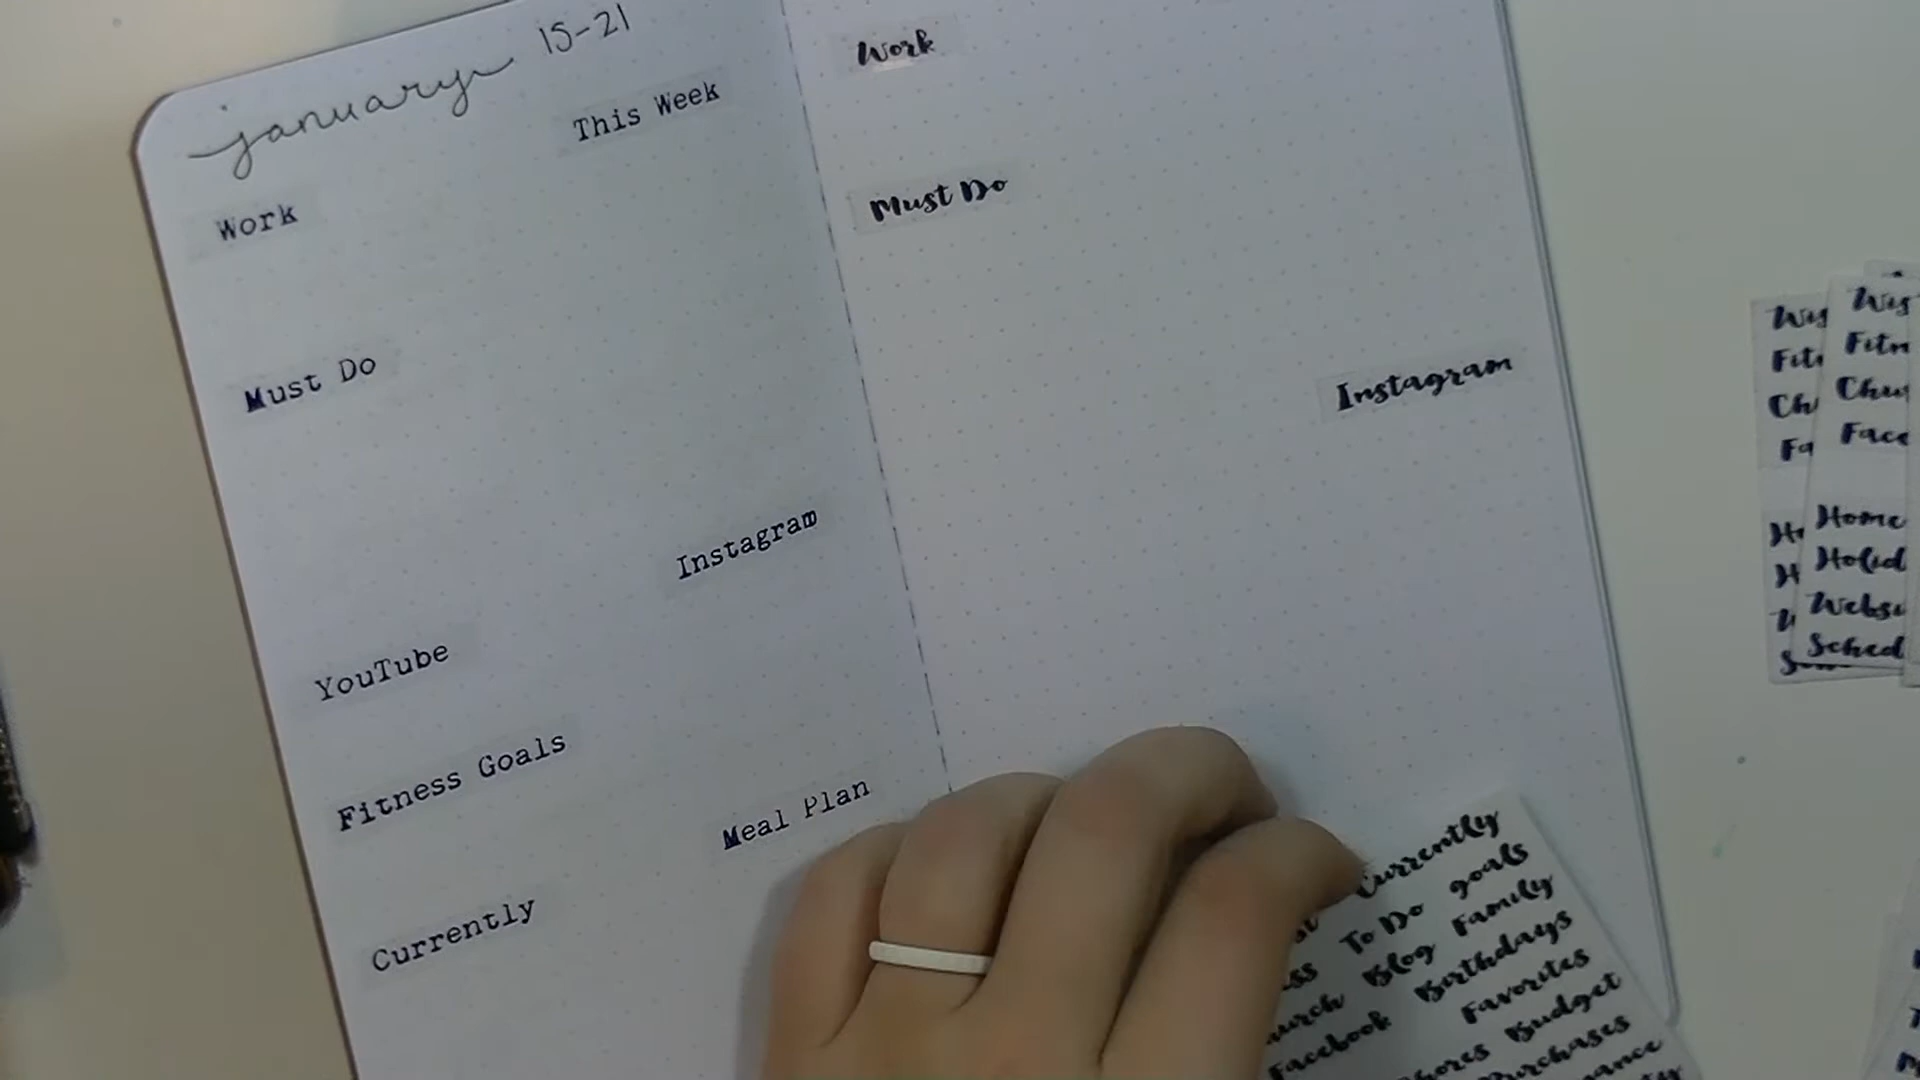 january 15-21
This Week
Work
Must Do
Instagram
YouTube
Fitness Goals
Meal Plan
Currently
Work
Must Do
Instagram
Currently
To Do goals
Blog Family
Facebook Birthdays
Favorites
Budget
Home